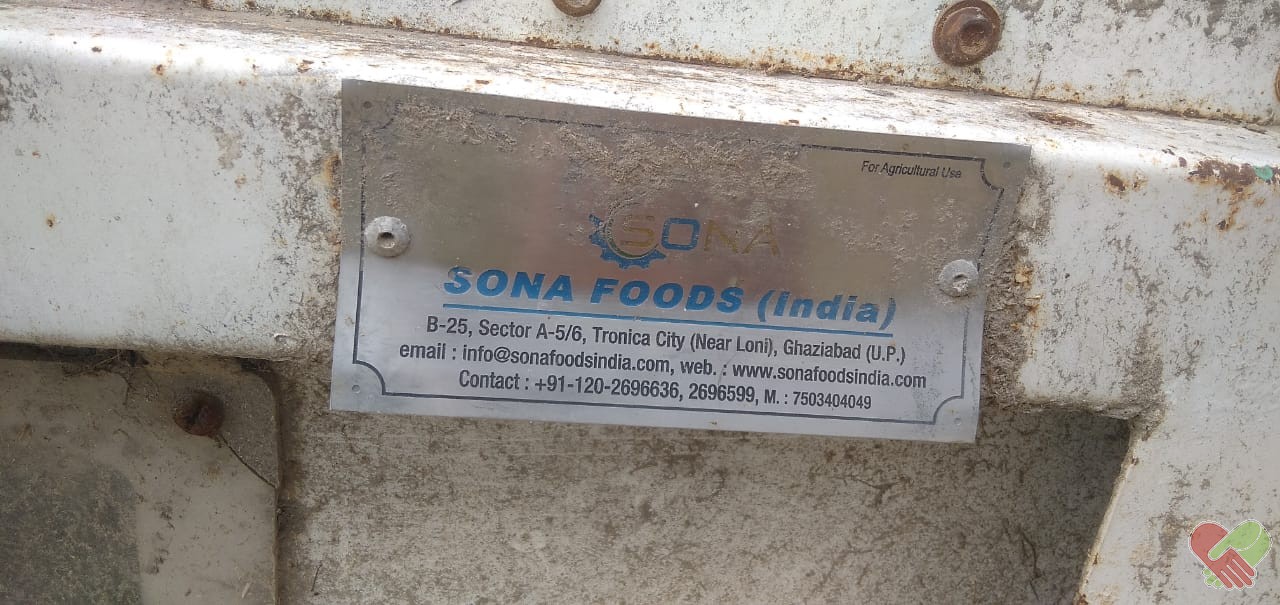 For Agricultural Usa
SONA
SONA FOODS (India)
B-25, Sector A-5/6, Tronica City (Near Loni), Ghaziabad (U.P.)
email : info@sonafoodsindia.com, web. : www.sonafoodsindia.com
Contact : +91-120-2696636, 2696599, M. : 7503404049